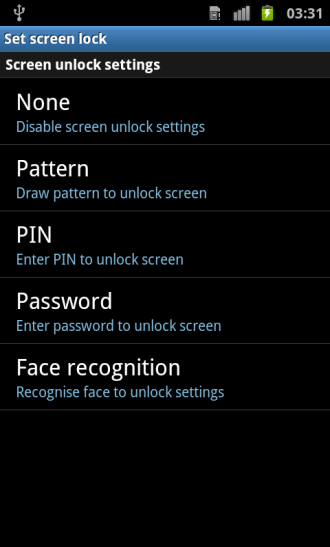 03:31
Set screen lock
Screen unlock settings
None
Disable screen unlock settings
Pattern
Draw pattern to unlock screen
PIN
Enter PIN to unlock screen
Password
Enter password to unlock screen
Face recognition
Recognise face to unlock settings